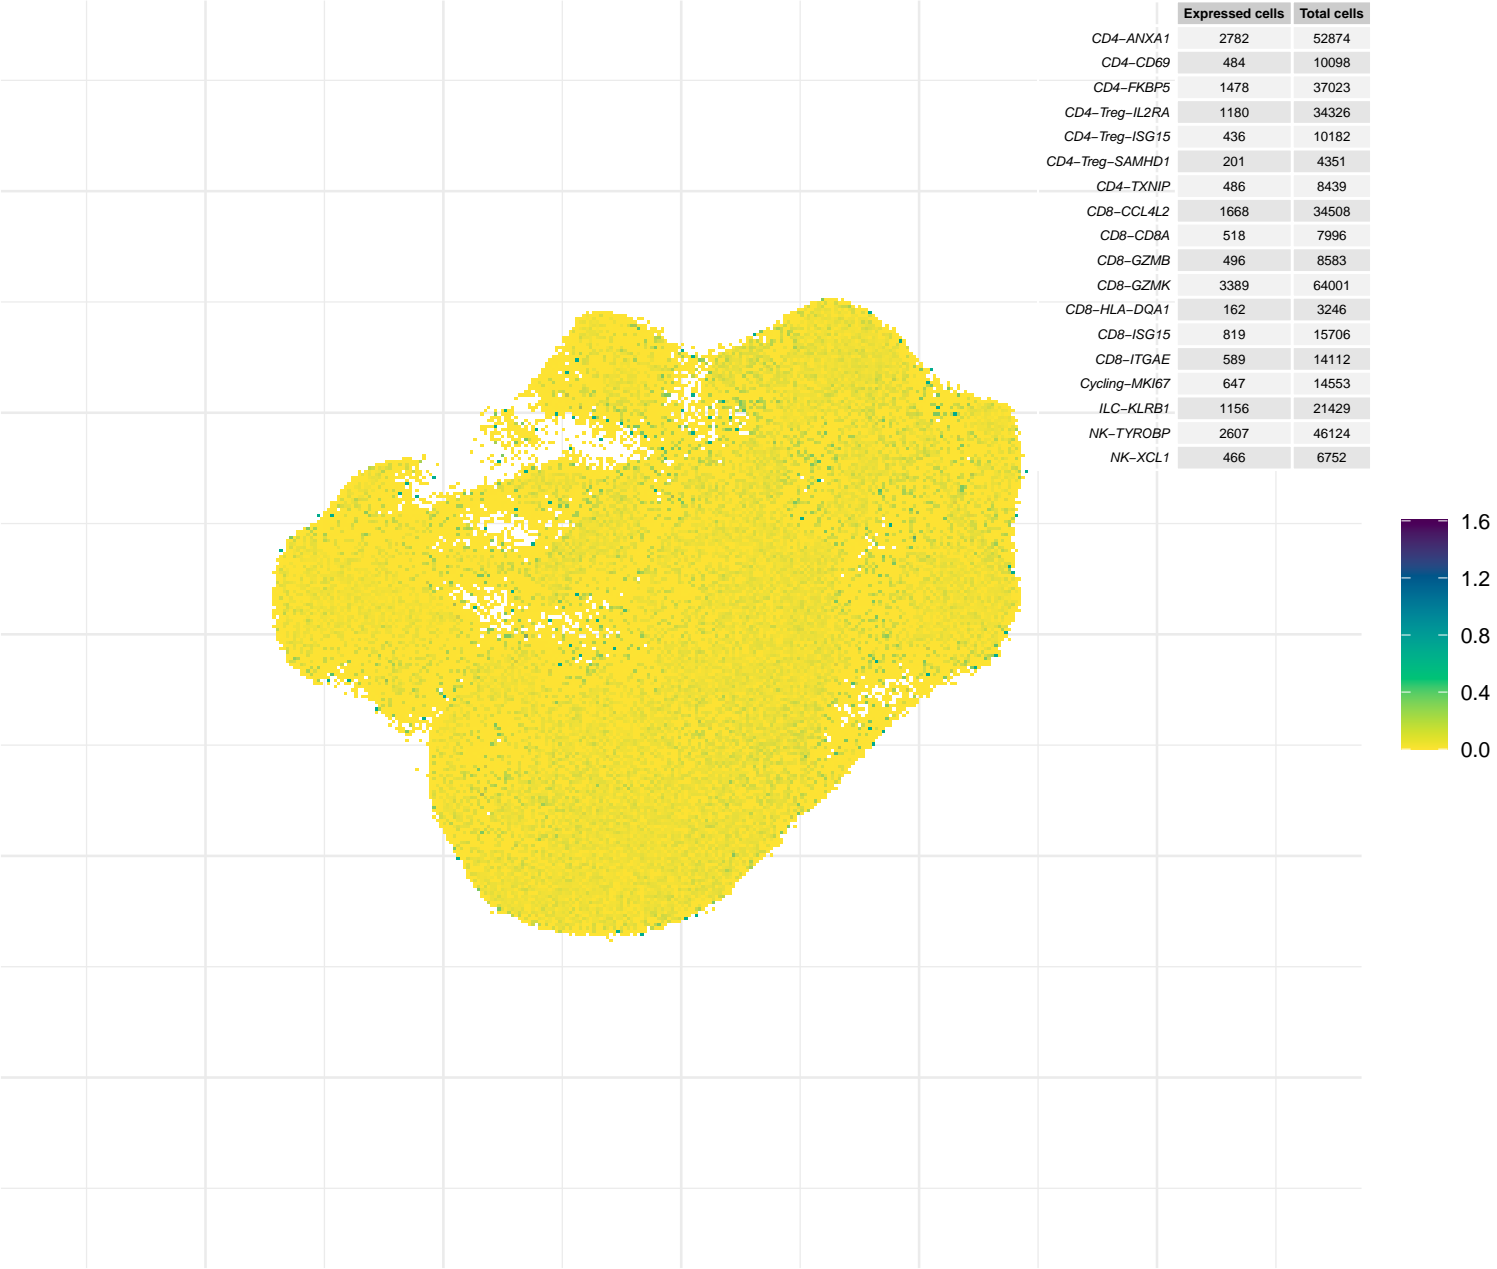 Expressed cells Total cells
CD4−ANXA1 2782 52874
CD4−CD69 484 10098
CD4−FKBP5 1478 37023
CD4−Treg−IL2RA 1180 34326
CD4−Treg−ISG15 436 10182
CD4−Treg−SAMHD1 201 4351
CD4−TXNIP 486 8439
CD8−CCL4L2 1668 34508
CD8−CD8A 518 7996
CD8−GZMB 496 8583
CD8−GZMK 3389 64001
CD8−HLA−DQA1 162 3246
CD8−ISG15 819 15706
CD8−ITGAE 589 14112
Cycling−MKI67 647 14553
ILC−KLRB1 1156 21429
NK−TYROBP 2607 46124
NK−XCL1 466 6752
1.6
1.2
0.8
0.4
0.0